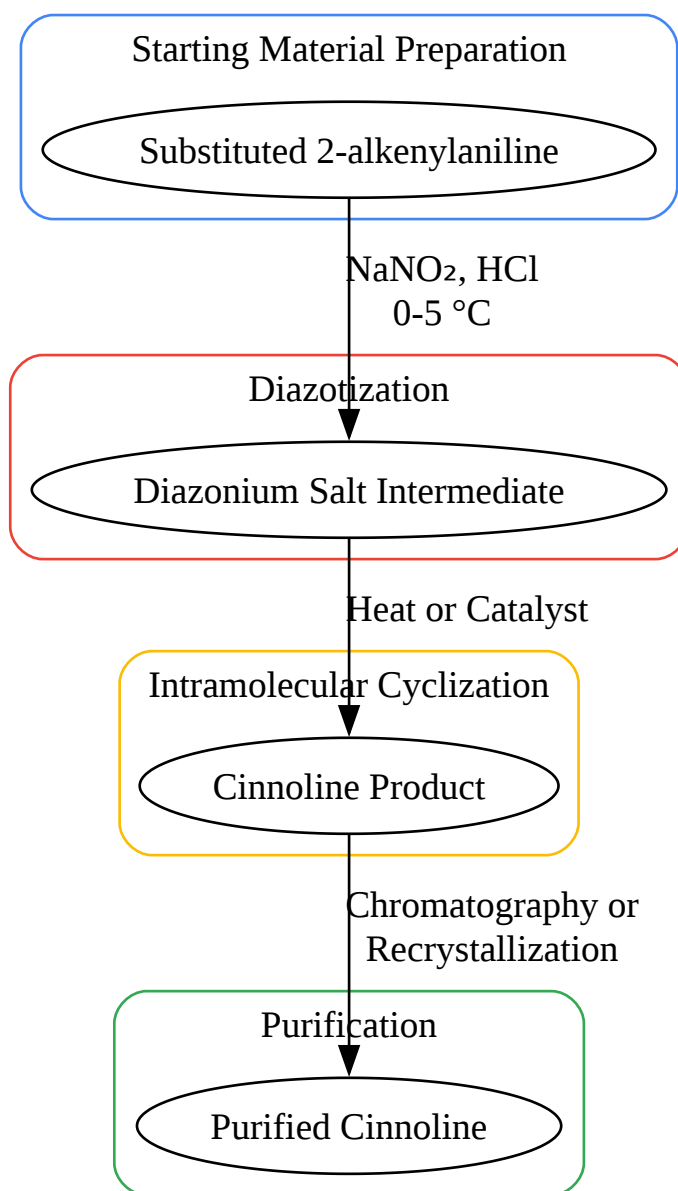 Starting Material Preparation
Substituted 2-alkenylaniline
NaNO₂, HCl
0-5 °C
Diazotization
Diazonium Salt Intermediate
Heat or Catalyst
Intramolecular Cyclization
Cinnoline Product
Chromatography or
Recrystallization
Purification
Purified Cinnoline